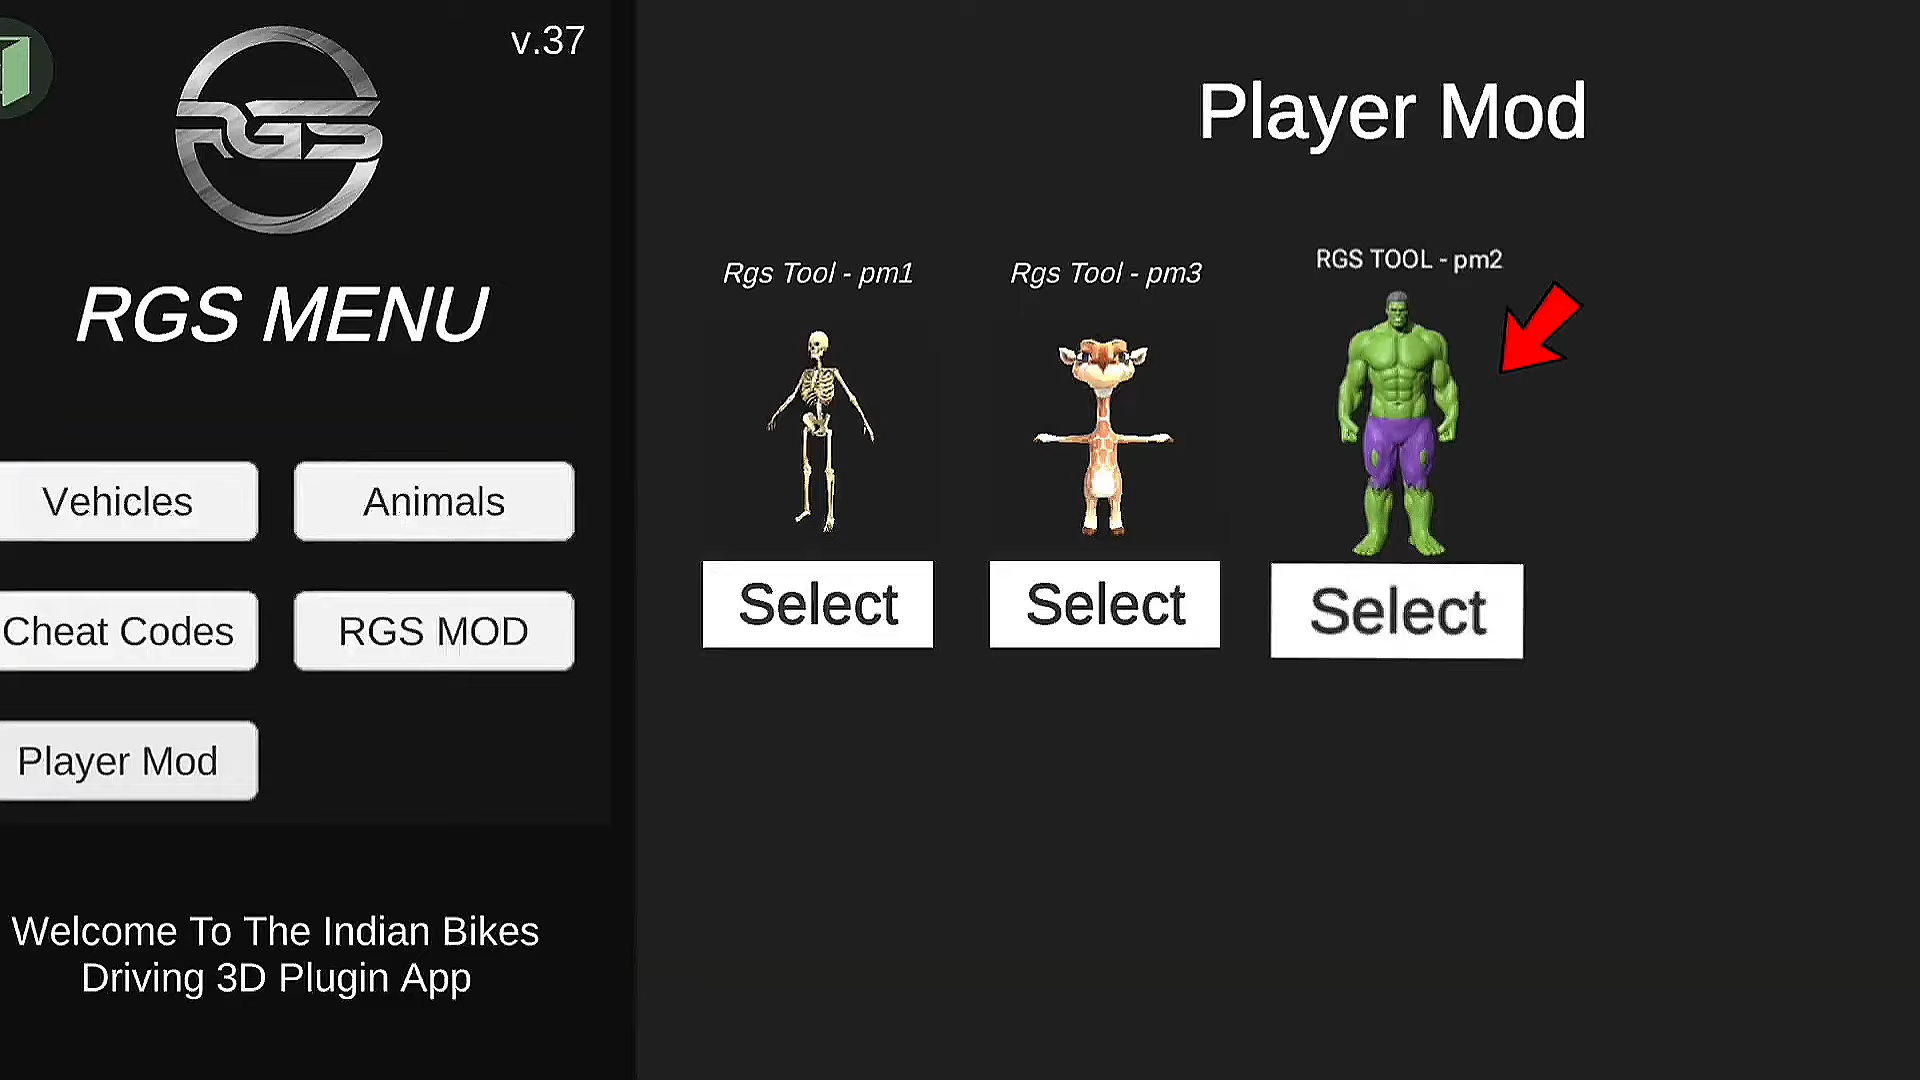 v.37
RGS
RGS MENU
Vehicles
Animals
Cheat Codes
RGS MOD
Player Mod
Welcome To The Indian Bikes
Driving 3D Plugin App
Player Mod
Rgs Tool - pm1
Rgs Tool - pm3
RGS TOOL - pm2
Select
Select
Select